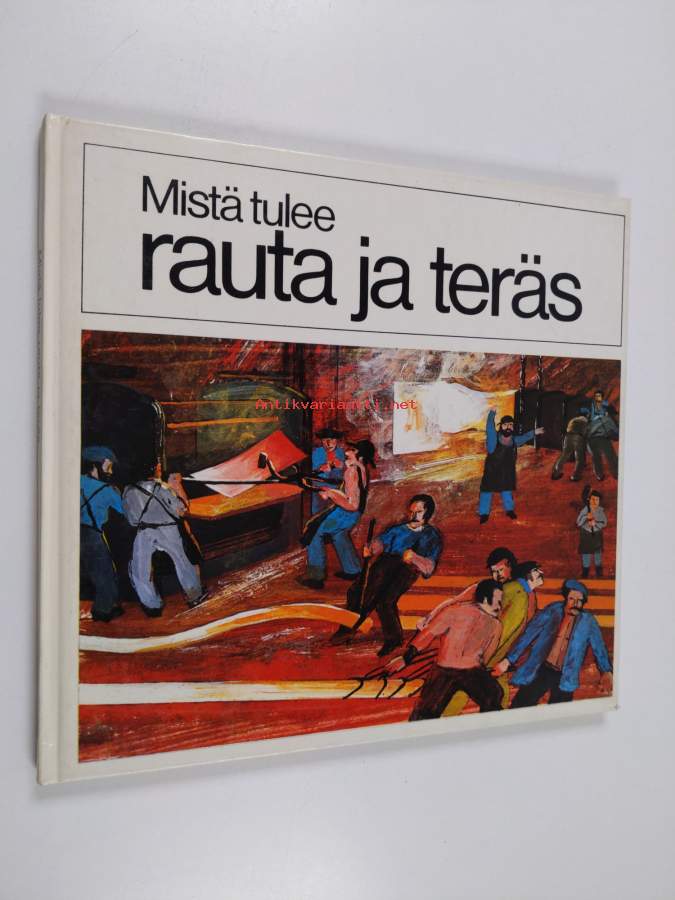 Mistä tulee
rauta ja teräs
Antikvariaatti.net